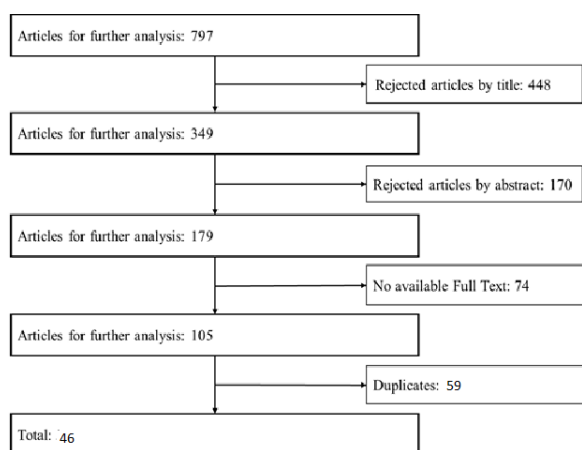 Articles for further analysis: 797
Rejected articles by title: 448
Articles for further analysis: 349
Rejected articles by abstract: 170
Articles for further analysis: 179
No available Full Text: 74
Articles for further analysis: 105
Duplicates: 59
Total: 46